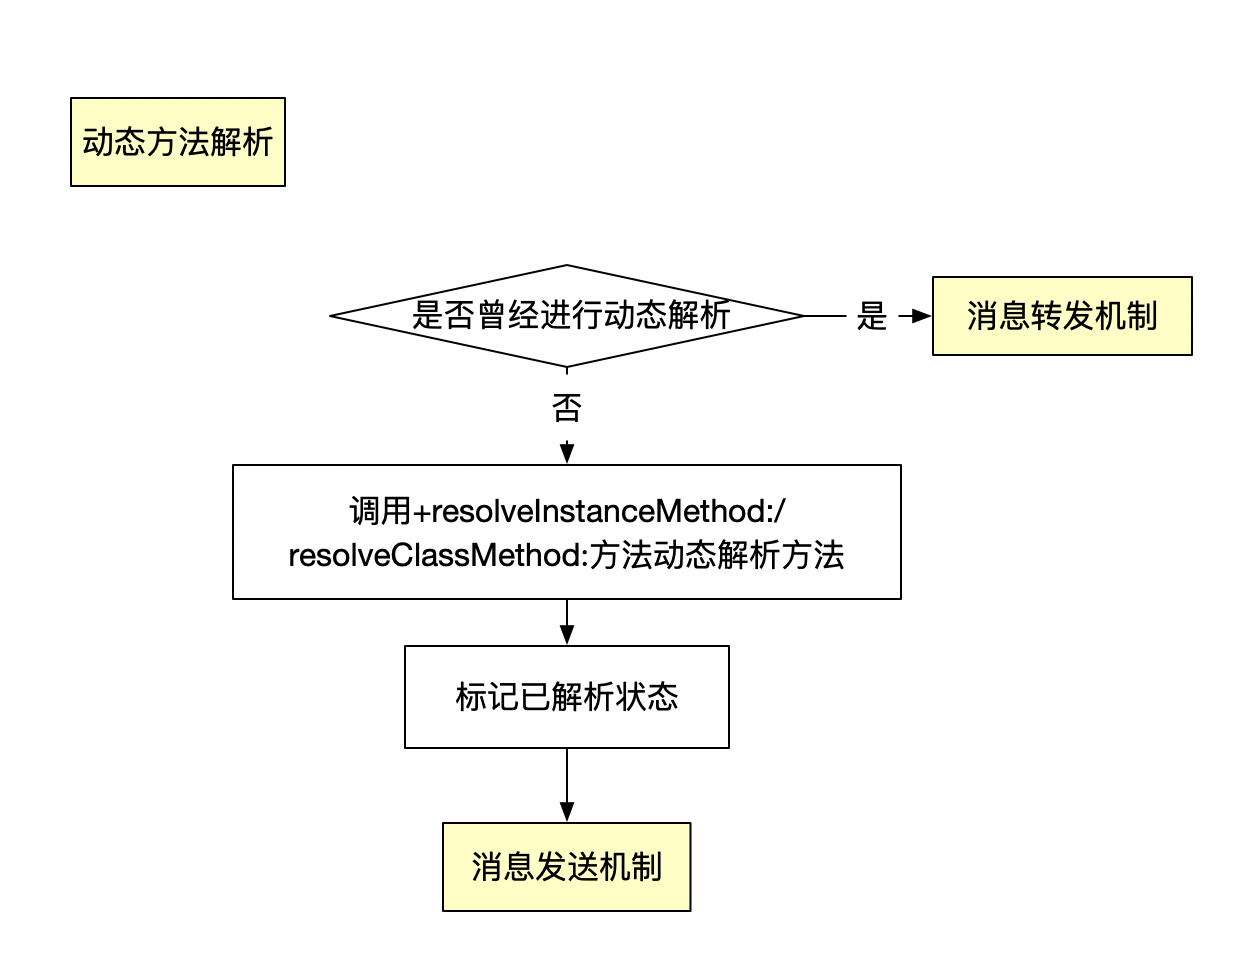 动态方法解析
是否曾经进行动态解析
是
消息转发机制
否
调用+resolveInstanceMethod:/
resolveClassMethod:方法动态解析方法
标记已解析状态
消息发送机制